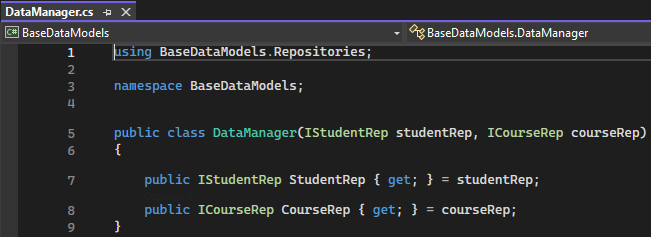 DataManager.cs
BaseDataModels
BaseDataModels.DataManager
1 using BaseDataModels.Repositories;
2
3 namespace BaseDataModels;
4
5 public class DataManager(IStudentRep studentRep, ICourseRep courseRep)
6 {
7 public IStudentRep StudentRep { get; } = studentRep;
8 public ICourseRep CourseRep { get; } = courseRep;
9 }